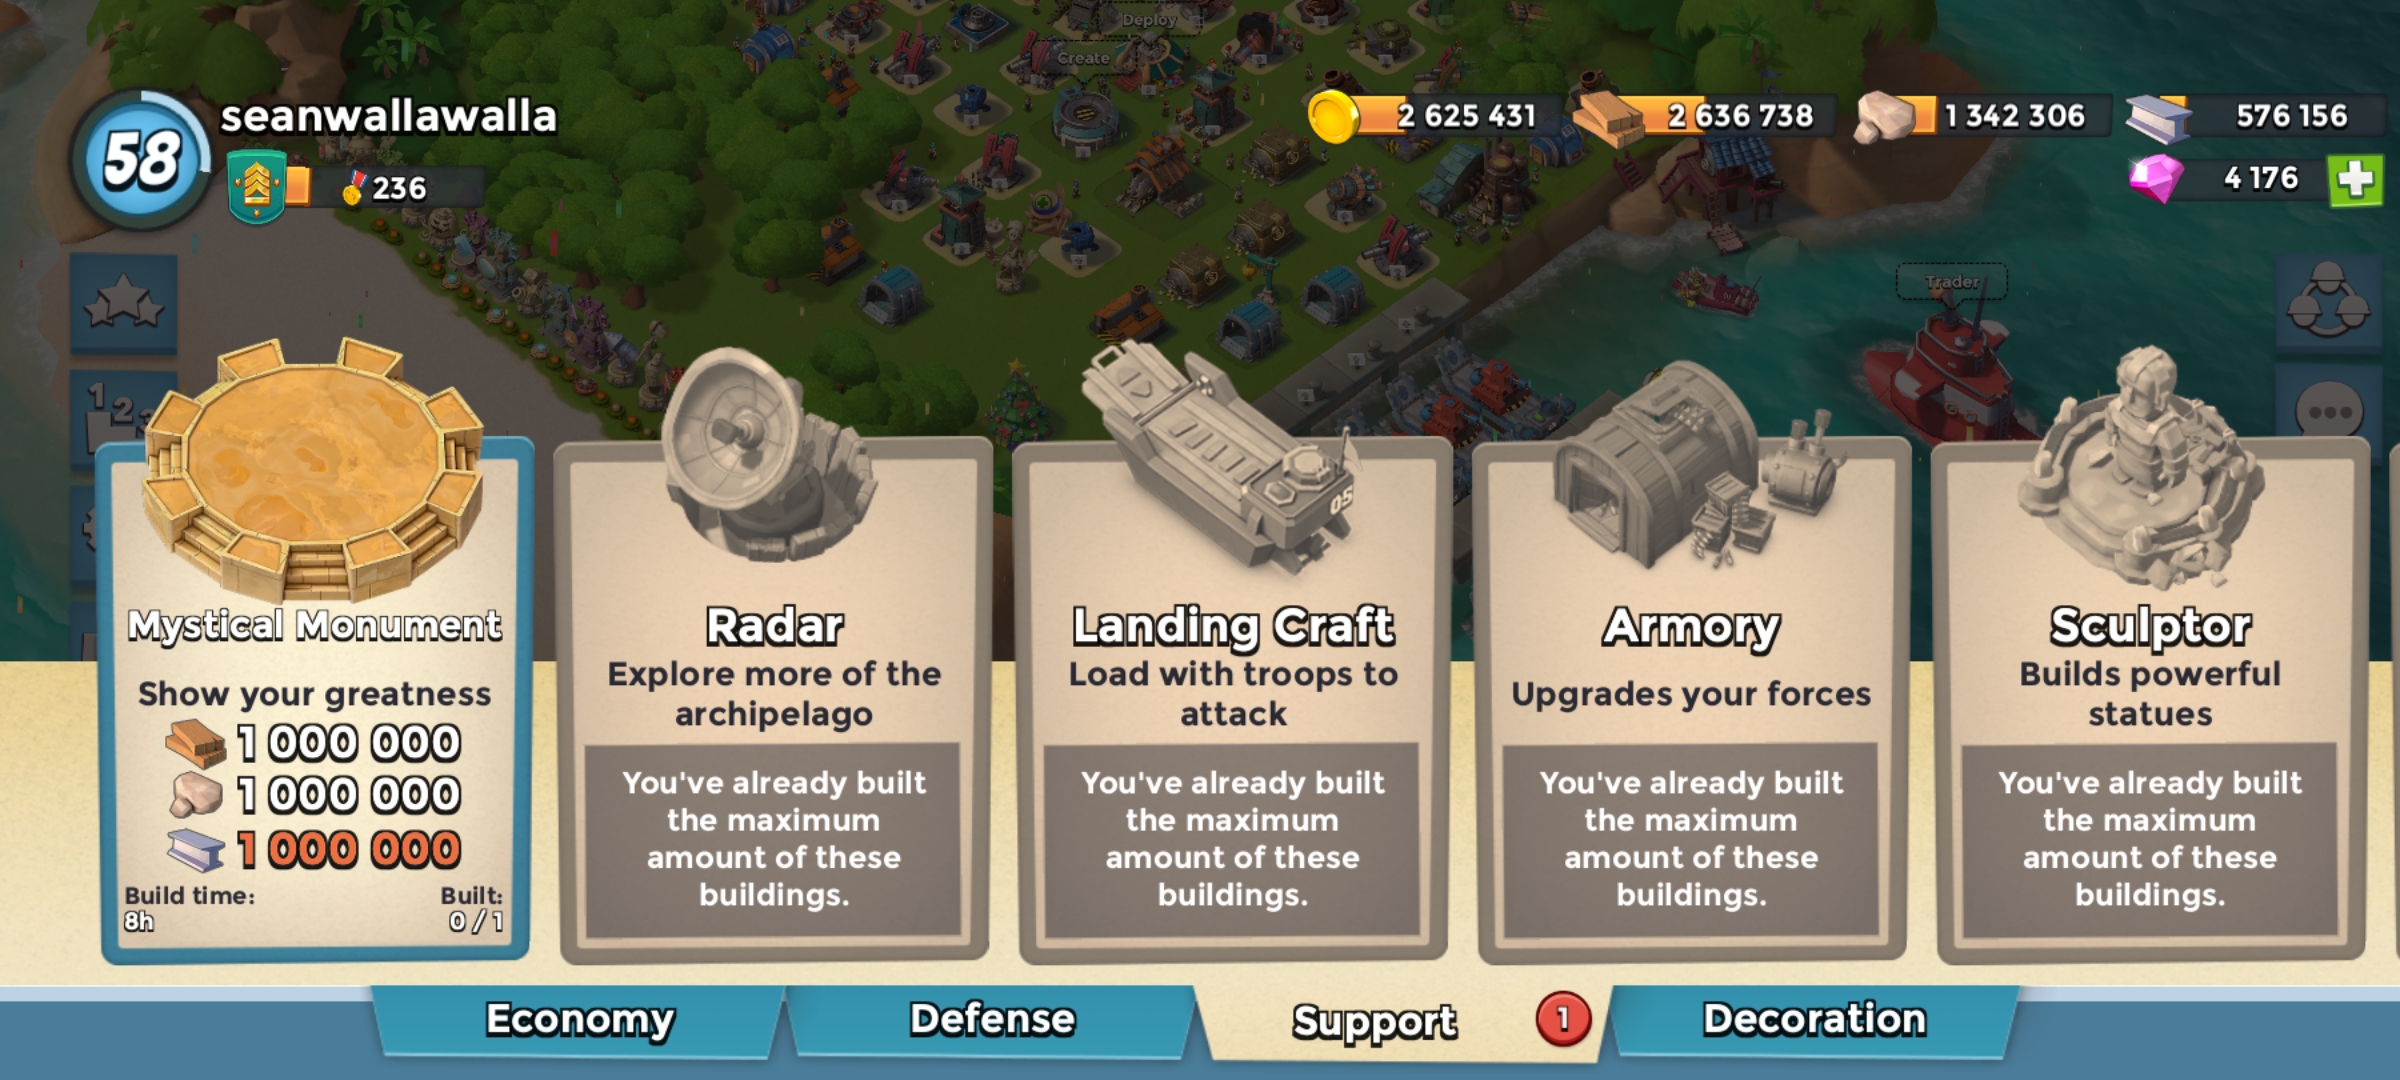 Deploy
Create
58
seanwallawalla
236
2 625 431
2 636 738
1 342 306
576 156
4 176
Trader
1 2 3
05
Mystical Monument
Show your greatness
1 000 000
1 000 000
1 000 000
Build time:
8h
Built:
0 / 1
Radar
Explore more of the
archipelago
You've already built
the maximum
amount of these
buildings.
Landing Craft
Load with troops to
attack
You've already built
the maximum
amount of these
buildings.
Armory
Upgrades your forces
You've already built
the maximum
amount of these
buildings.
Sculptor
Builds powerful
statues
You've already built
the maximum
amount of these
buildings.
Economy
Defense
Support
1
Decoration